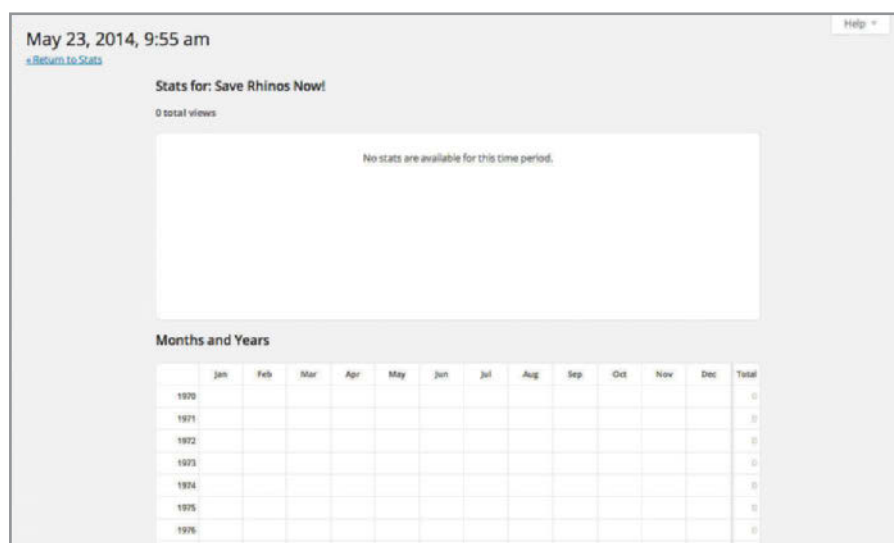 Help
May 23, 2014, 9:55 am
« Return to Stats
Stats for: Save Rhinos Now!
0 total views
No stats are available for this time period.
Months and Years
Jan Feb Mar Apr May Jun Jul Aug Sep Oct Nov Dec Total
1970 0
1971 0
1972 0
1973 0
1974 0
1975 0
1976 0